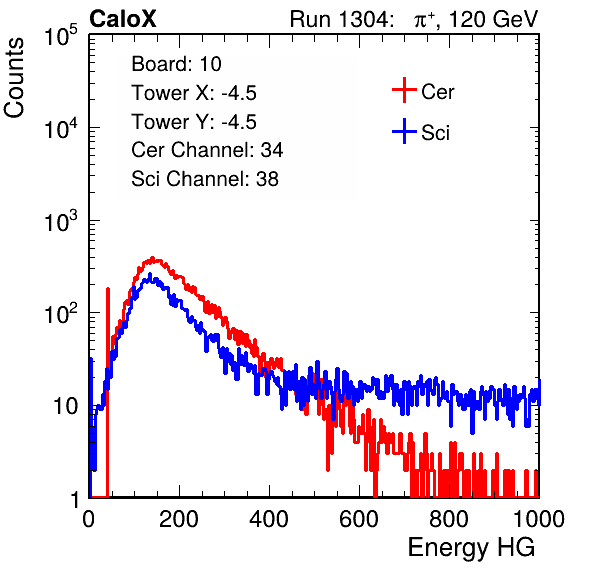 CaloX Run 1304: π⁺, 120 GeV
Counts
Board: 10
Tower X: -4.5
Tower Y: -4.5
Cer Channel: 34
Sci Channel: 38
Cer
Sci
10⁵
10⁴
10³
10²
10
1
0 200 400 600 800 1000
Energy HG